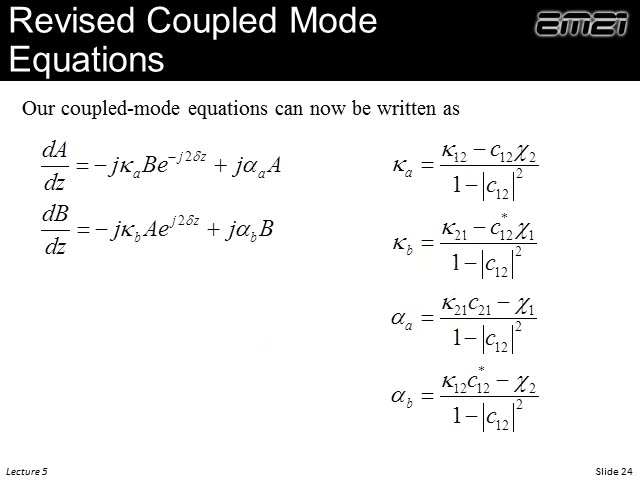 Revised Coupled Mode
Equations
EM21
Our coupled-mode equations can now be written as
dA/dz = −jκ_a B e^{−j2δz} + jα_a A
dB/dz = −jκ_b A e^{j2δz} + jα_b B
κ_a = (κ_12 − c_12 χ_2) / (1 − |c_12|^2)
κ_b = (κ_21 − c_12^* χ_1) / (1 − |c_12|^2)
α_a = (κ_21 c_21 − χ_1) / (1 − |c_12|^2)
α_b = (κ_12 c_12^* − χ_2) / (1 − |c_12|^2)
Lecture 5
Slide 24